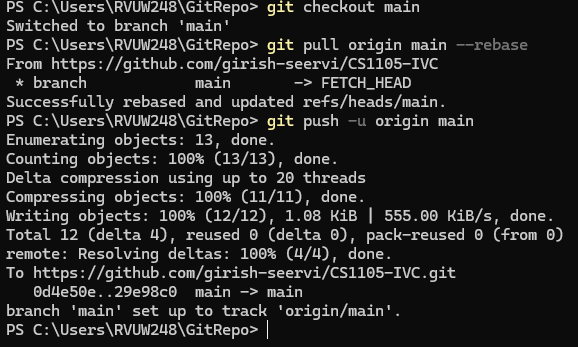 PS C:\Users\RVUW248\GitRepo> git checkout main
Switched to branch 'main'
PS C:\Users\RVUW248\GitRepo> git pull origin main --rebase
From https://github.com/girish-seervi/CS1105-IVC
 * branch            main       -> FETCH_HEAD
Successfully rebased and updated refs/heads/main.
PS C:\Users\RVUW248\GitRepo> git push -u origin main
Enumerating objects: 13, done.
Counting objects: 100% (13/13), done.
Delta compression using up to 20 threads
Compressing objects: 100% (11/11), done.
Writing objects: 100% (12/12), 1.08 KiB | 555.00 KiB/s, done.
Total 12 (delta 4), reused 0 (delta 0), pack-reused 0 (from 0)
remote: Resolving deltas: 100% (4/4), done.
To https://github.com/girish-seervi/CS1105-IVC.git
   0d4e50e..29e98c0  main -> main
branch 'main' set up to track 'origin/main'.
PS C:\Users\RVUW248\GitRepo>